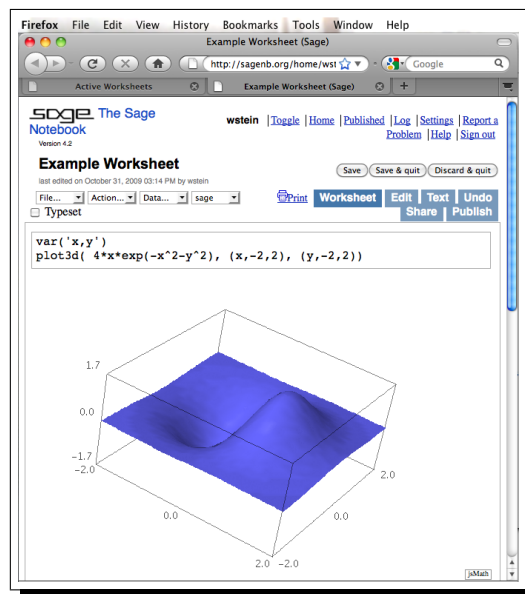 Firefox File Edit View History Bookmarks Tools Window Help
Example Worksheet (Sage)
http://sagenb.org/home/wst
Google
Active Worksheets
Example Worksheet (Sage)
sage The Sage
Notebook
Version 4.2
wstein | Toggle | Home | Published | Log | Settings | Report a
Problem | Help | Sign out
Example Worksheet
last edited on October 31, 2009 03:14 PM by wstein
Save Save & quit Discard & quit
File... Action... Data... sage
Print Worksheet Edit Text Undo
Typeset
Share Publish
var('x,y')
plot3d( 4*x*exp(-x^2-y^2), (x,-2,2), (y,-2,2))
1.7
0.0
-1.7
-2.0
2.0
0.0
0.0
2.0 -2.0
jsMath